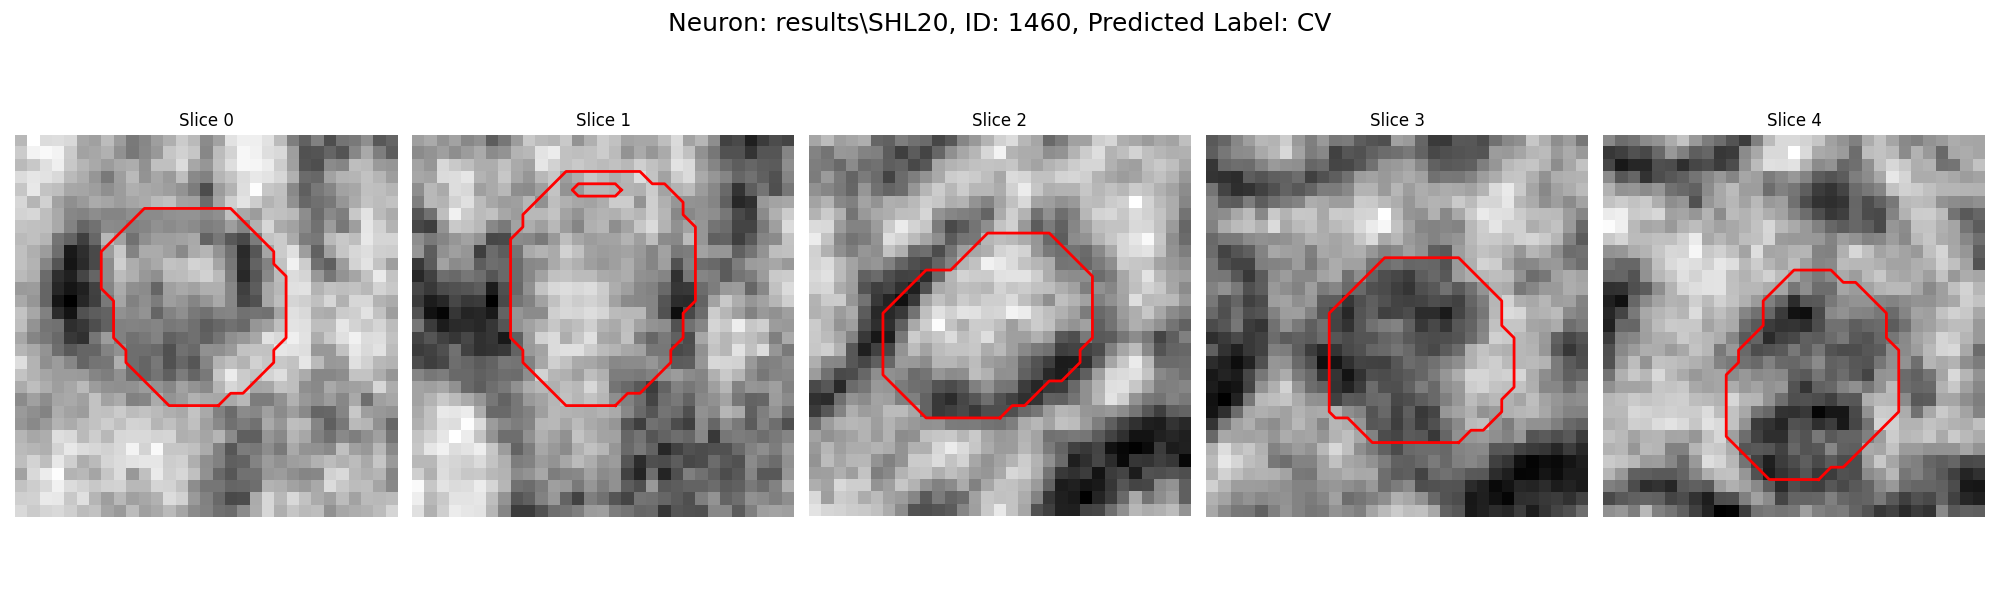 Neuron: results\SHL20, ID: 1460, Predicted Label: CV
Slice 0
Slice 1
Slice 2
Slice 3
Slice 4